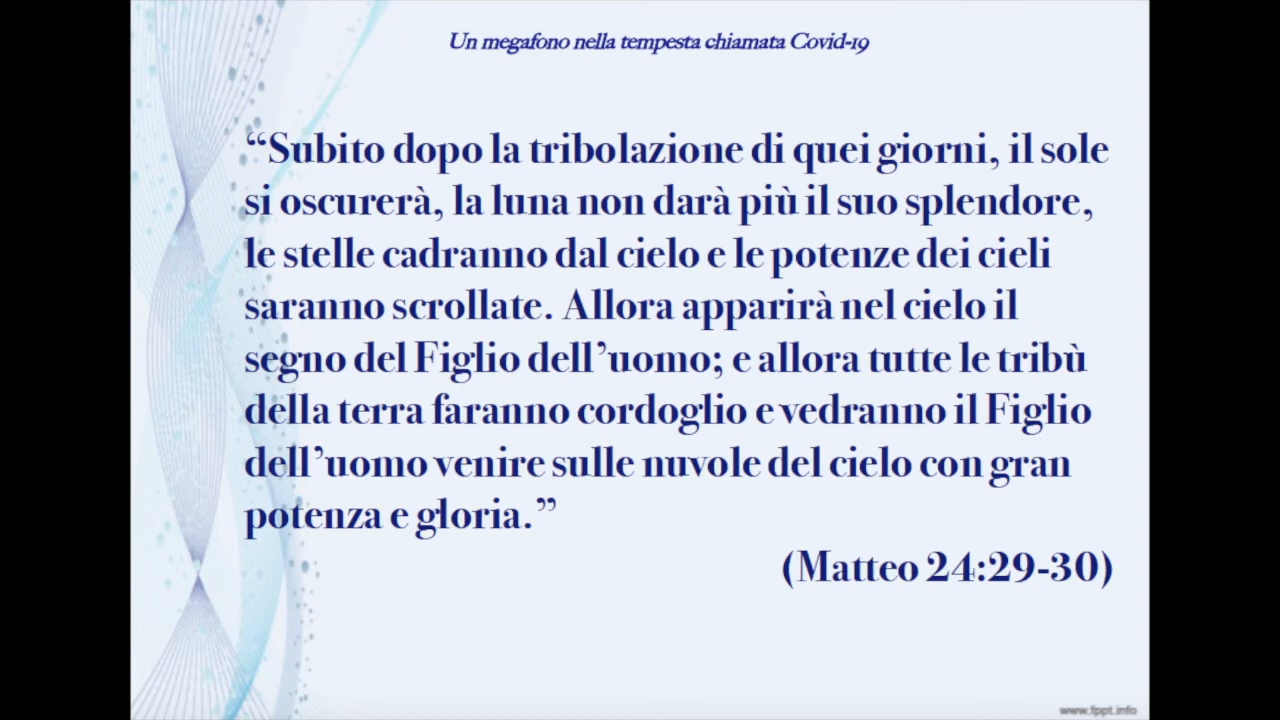 Un megafono nella tempesta chiamata Covid-19
“Subito dopo la tribolazione di quei giorni, il sole
si oscurerà, la luna non darà più il suo splendore,
le stelle cadranno dal cielo e le potenze dei cieli
saranno scrollate. Allora apparirà nel cielo il
segno del Figlio dell’uomo; e allora tutte le tribù
della terra faranno cordoglio e vedranno il Figlio
dell’uomo venire sulle nuvole del cielo con gran
potenza e gloria.”
(Matteo 24:29-30)
www.fppt.info